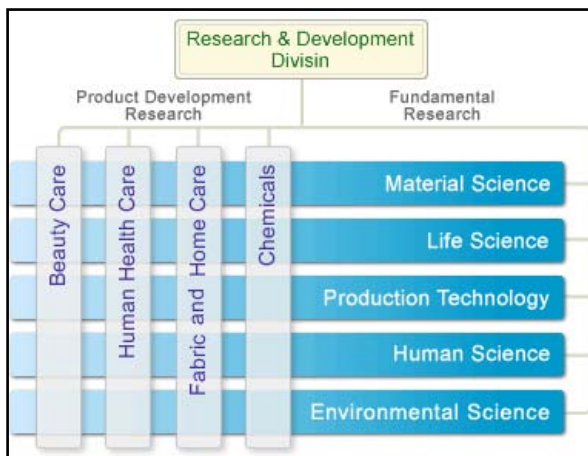 Research & Development
Divisin
Product Development
Research
Fundamental
Research
Beauty Care
Human Health Care
Fabric and Home Care
Chemicals
Material Science
Life Science
Production Technology
Human Science
Environmental Science